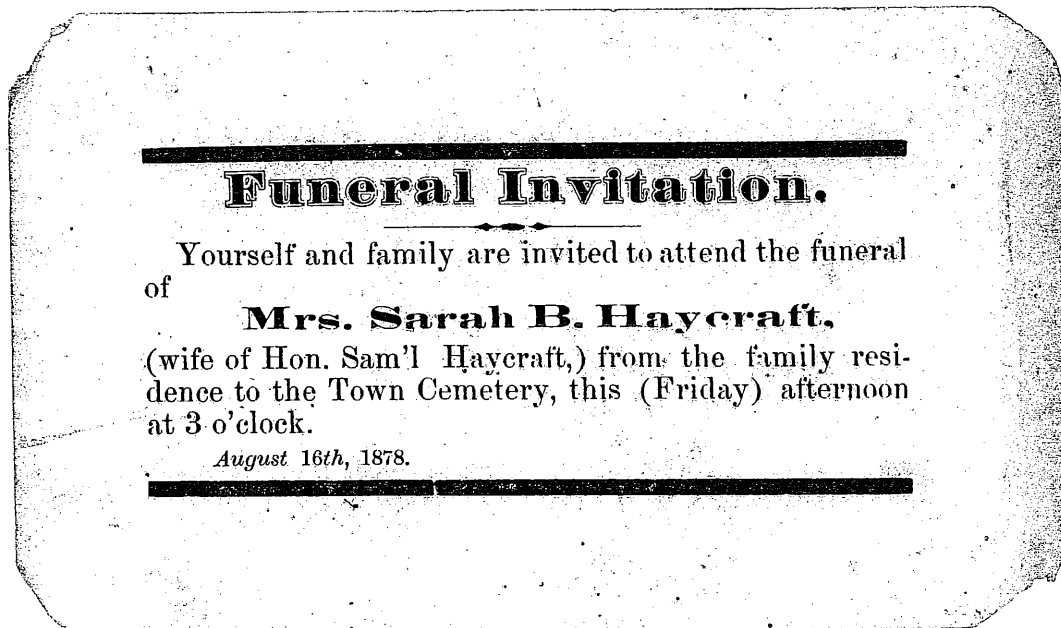 Funeral Invitation.
Yourself and family are invited to attend the funeral
of
Mrs. Sarah B. Haycraft,
(wife of Hon. Sam'l Haycraft,) from the family resi-
dence to the Town Cemetery, this (Friday) afternoon
at 3 o'clock.
August 16th, 1878.